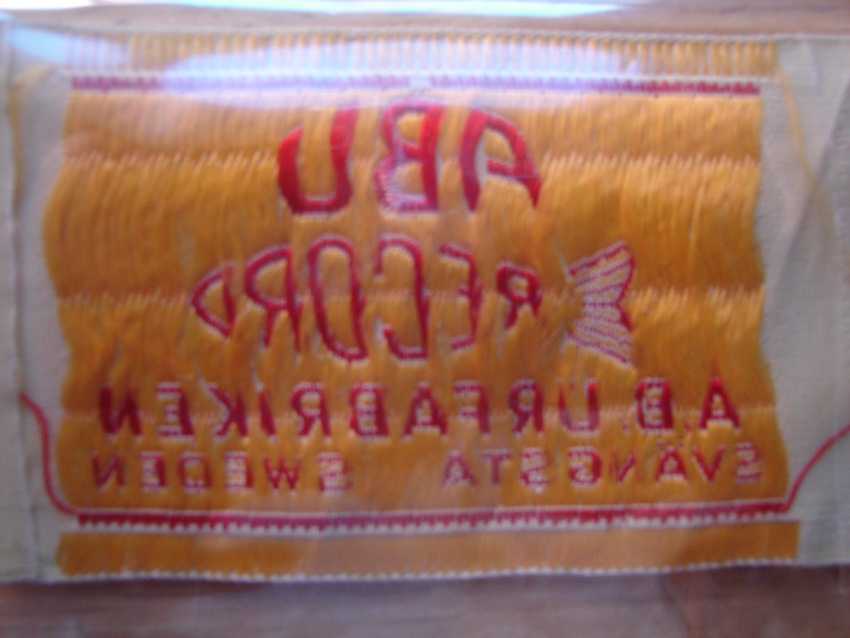 ABU
RECORD
A.B. URFABRIKEN
SVÄNGSTA SWEDEN